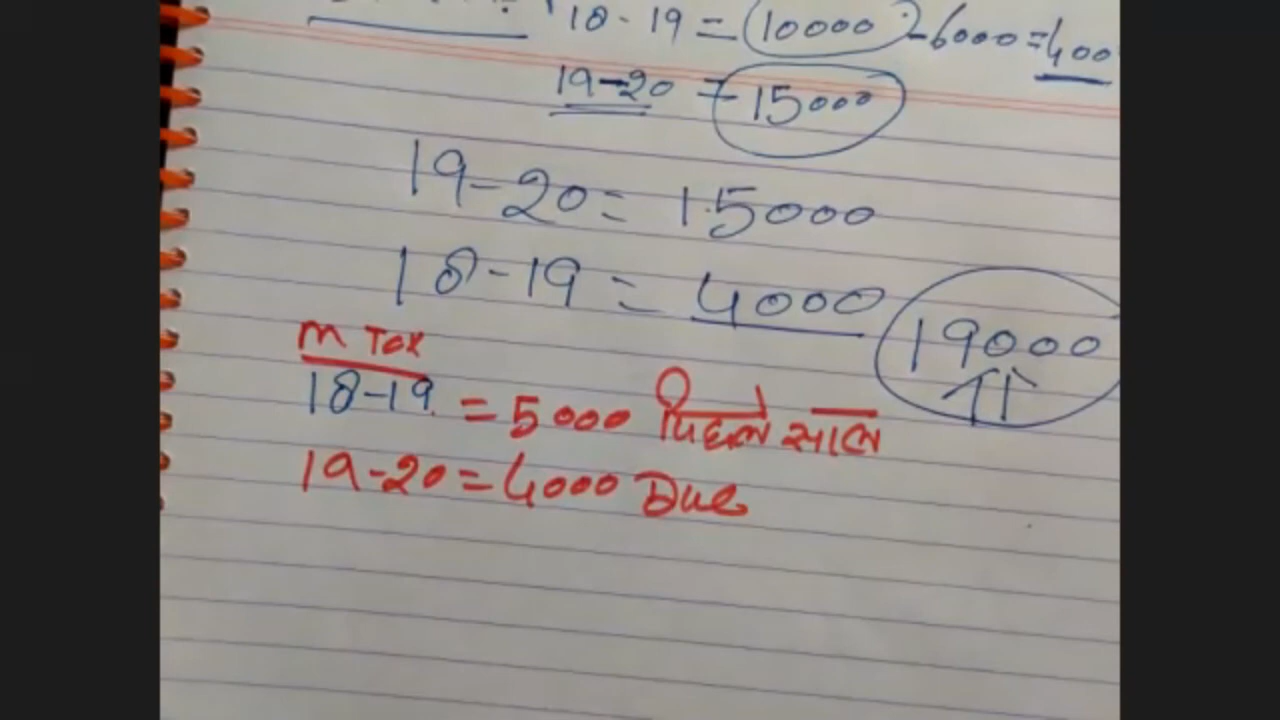 18-19 = 10000 - 6000 = 400
19-20 = 15000
19-20 = 15000
18-19 = 4000
19000
M Tax
18-19 = 5000 पिछले साल
19-20 = 4000 Due